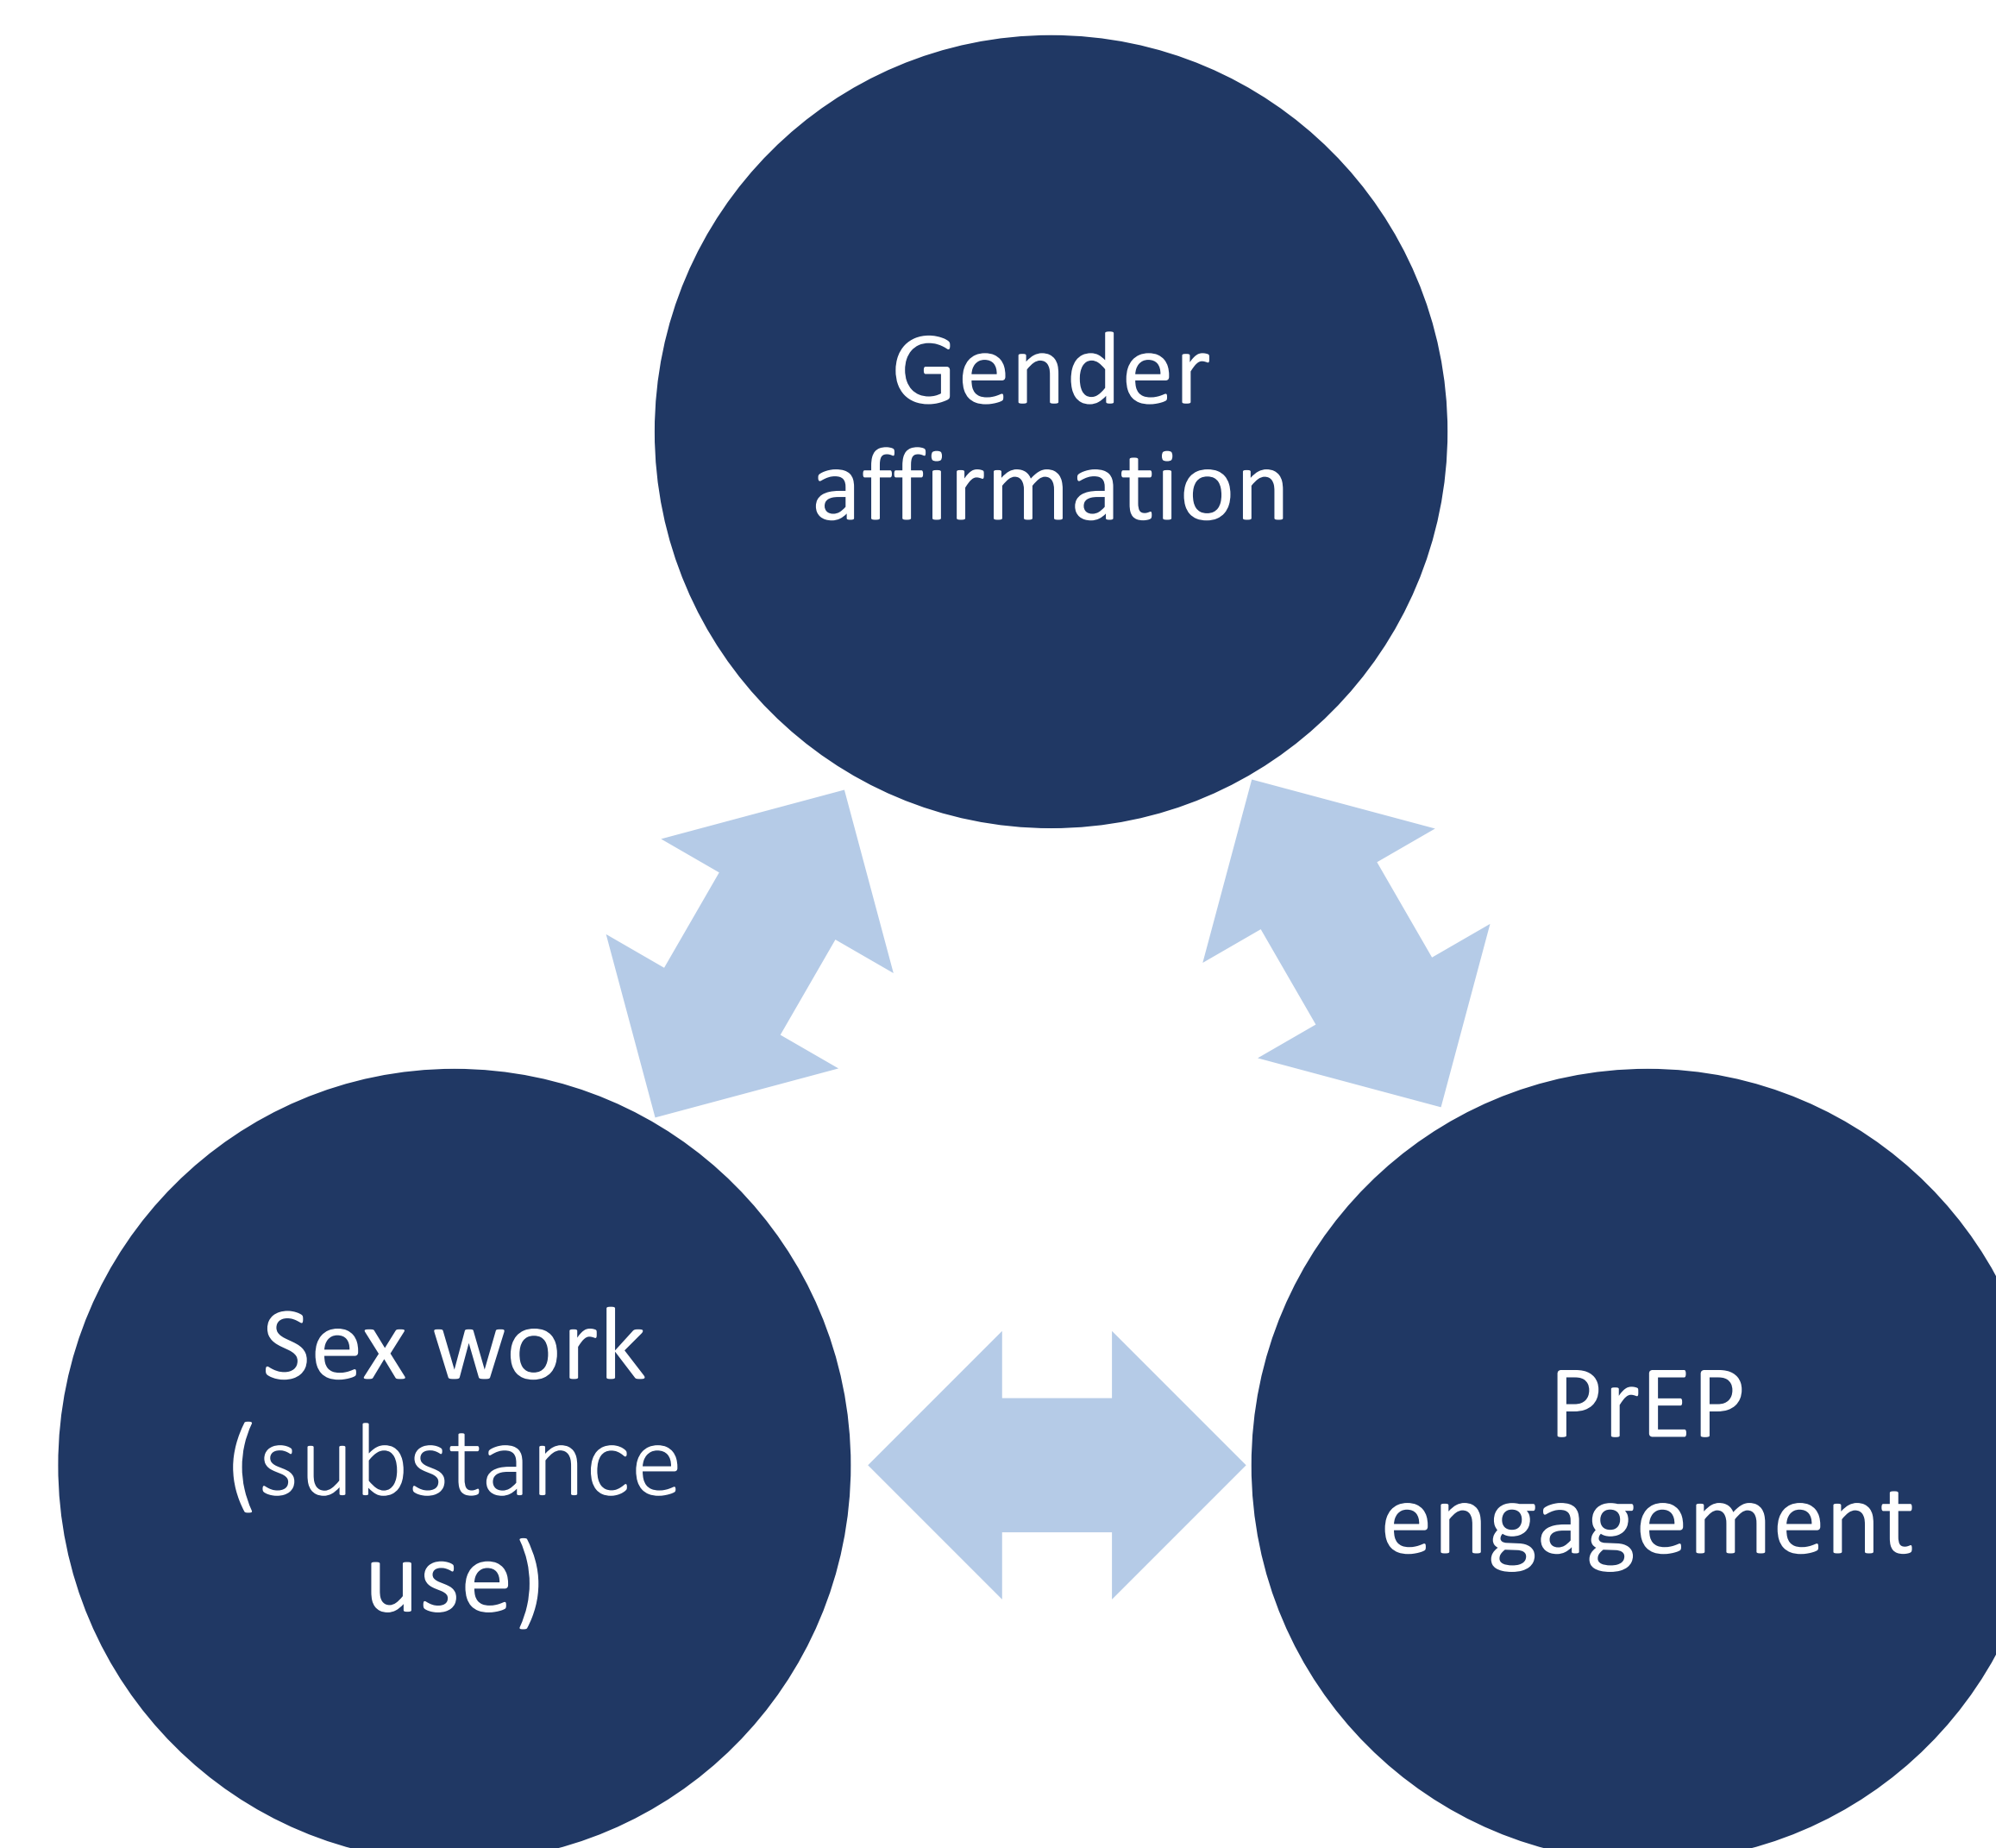 Gender
affirmation
Sex work
(substance
use)
PrEP
engagement